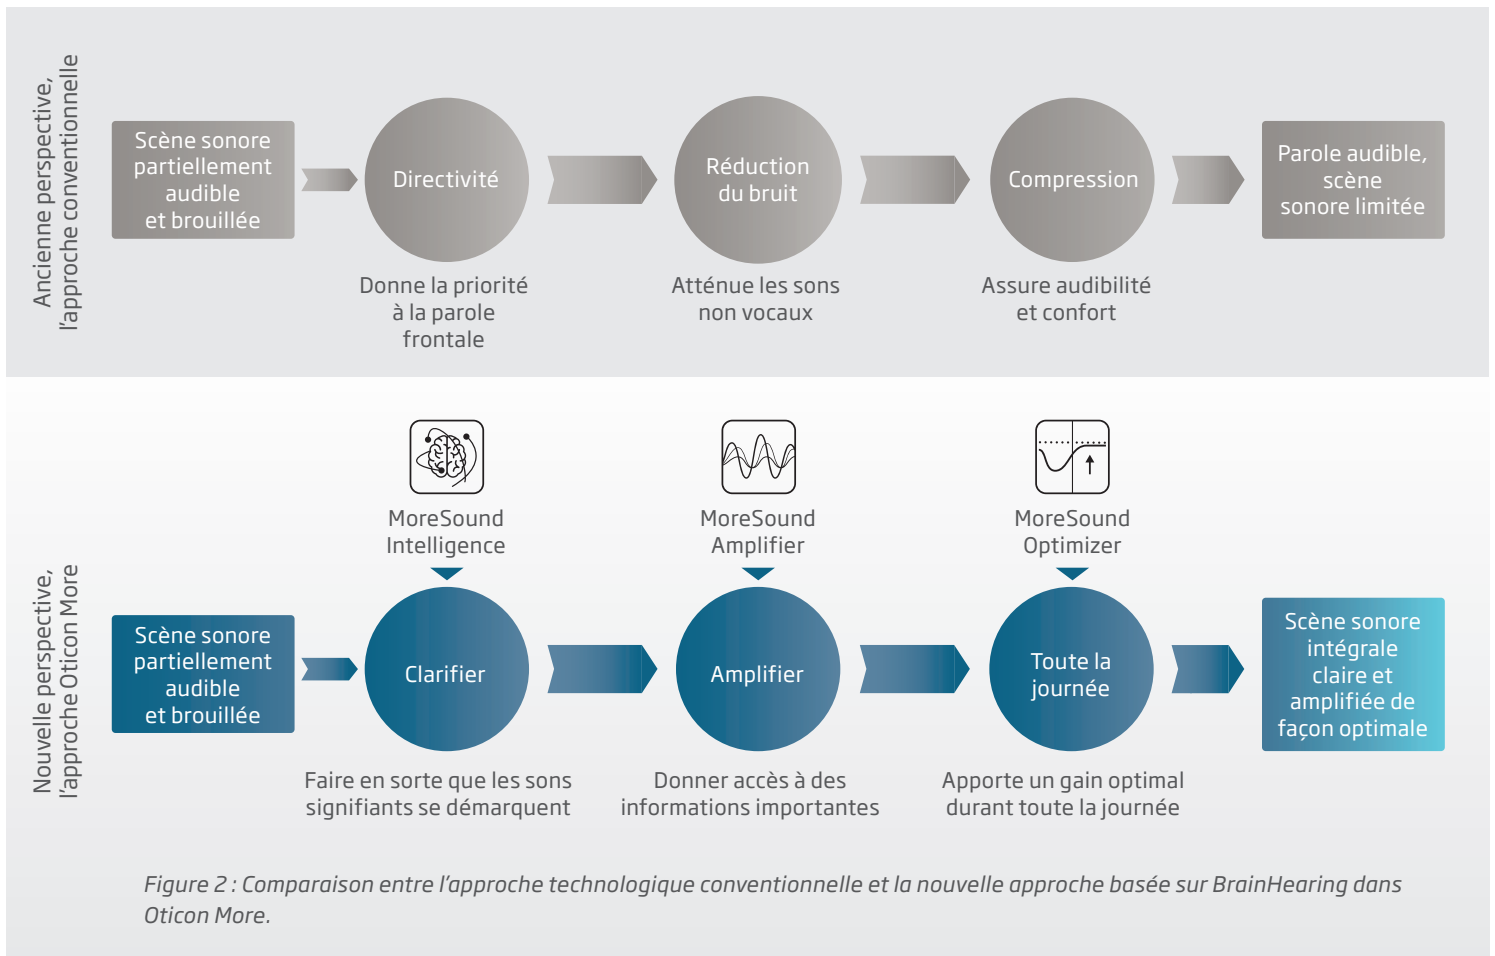 Ancienne perspective,
l'approche conventionnelle
Scène sonore
partiellement
audible
et brouillée
Directivité
Donne la priorité
à la parole
frontale
Réduction
du bruit
Atténue les sons
non vocaux
Compression
Assure audibilité
et confort
Parole audible,
scène
sonore limitée
Nouvelle perspective,
l'approche Oticon More
Scène sonore
partiellement
audible
et brouillée
MoreSound
Intelligence
Clarifier
Faire en sorte que les sons
signifiants se démarquent
MoreSound
Amplifier
Amplifier
Donner accès à des
informations importantes
MoreSound
Optimizer
Toute la
journée
Apporte un gain optimal
durant toute la journée
Scène sonore
intégrale
claire et
amplifiée de
façon optimale
Figure 2 : Comparaison entre l'approche technologique conventionnelle et la nouvelle approche basée sur BrainHearing dans
Oticon More.